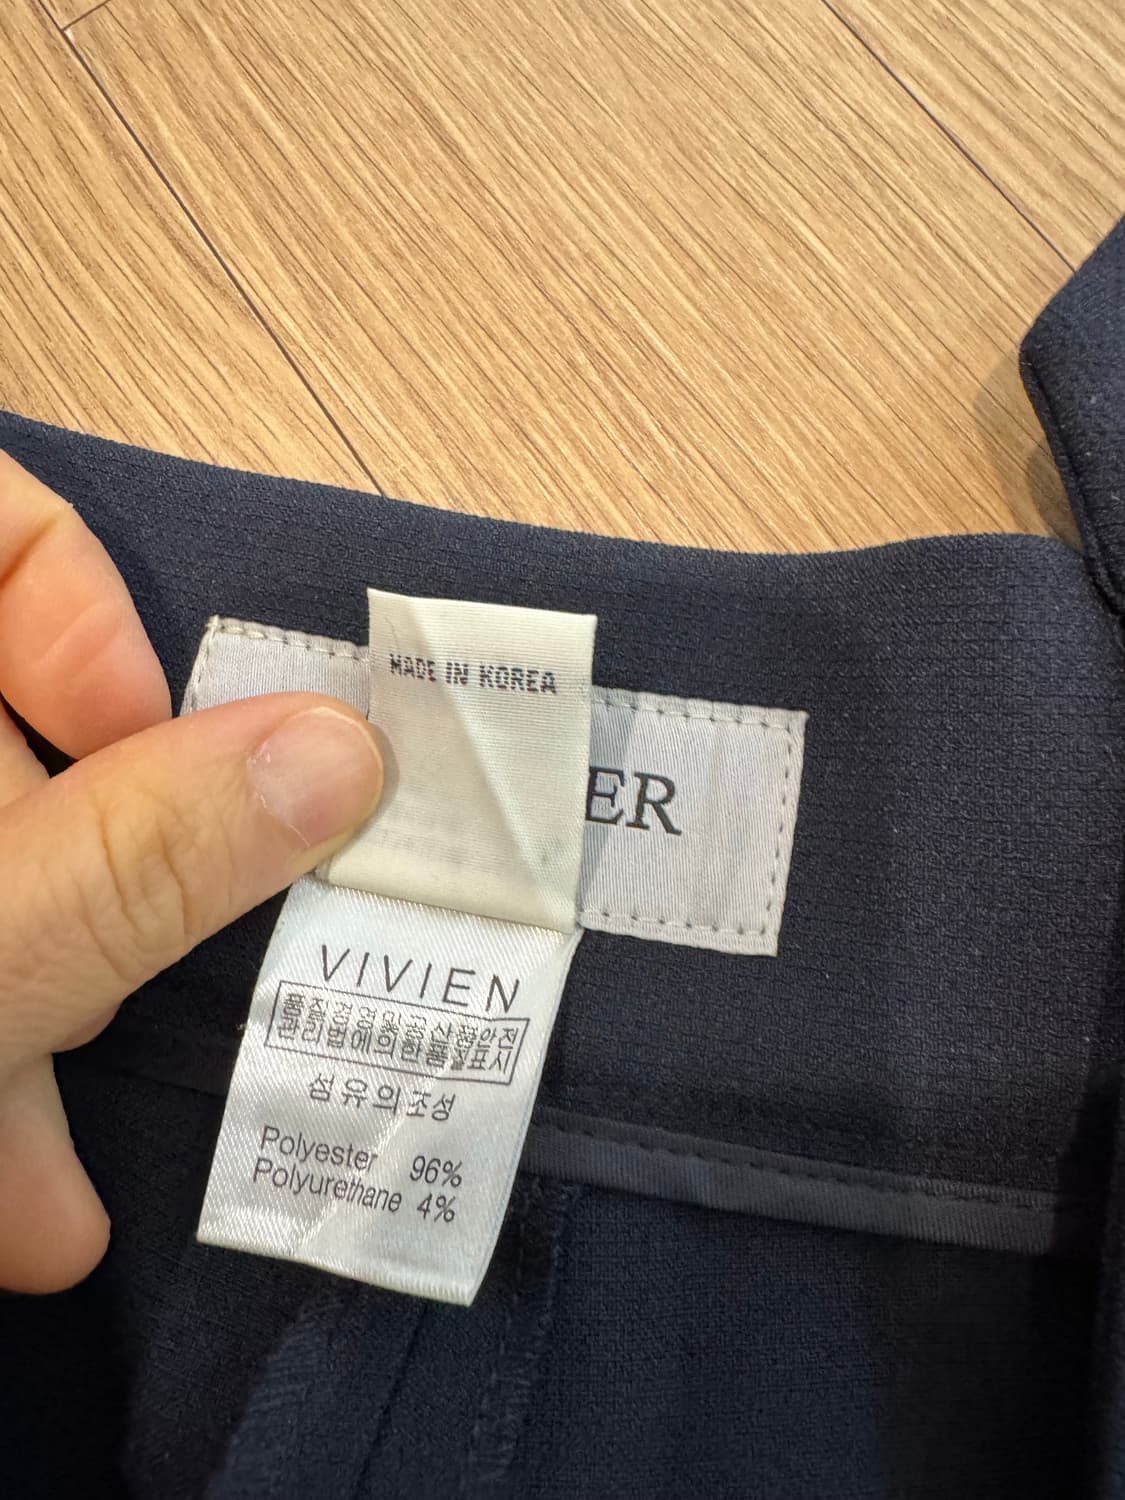 MADE IN KOREA
ER
VIVIEN
품질경영및공산품안전
관리법에의한품질표시
섬유의조성
Polyester 96%
Polyurethane 4%